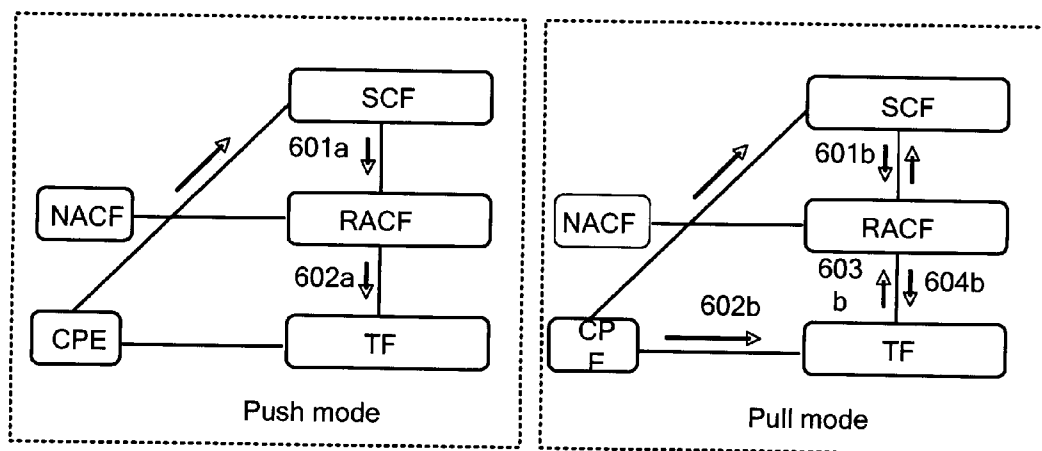 SCF
601a
NACF
RACF
602a
CPE
TF
Push mode
SCF
601b
NACF
RACF
603
b
604b
602b
CP
E
TF
Pull mode